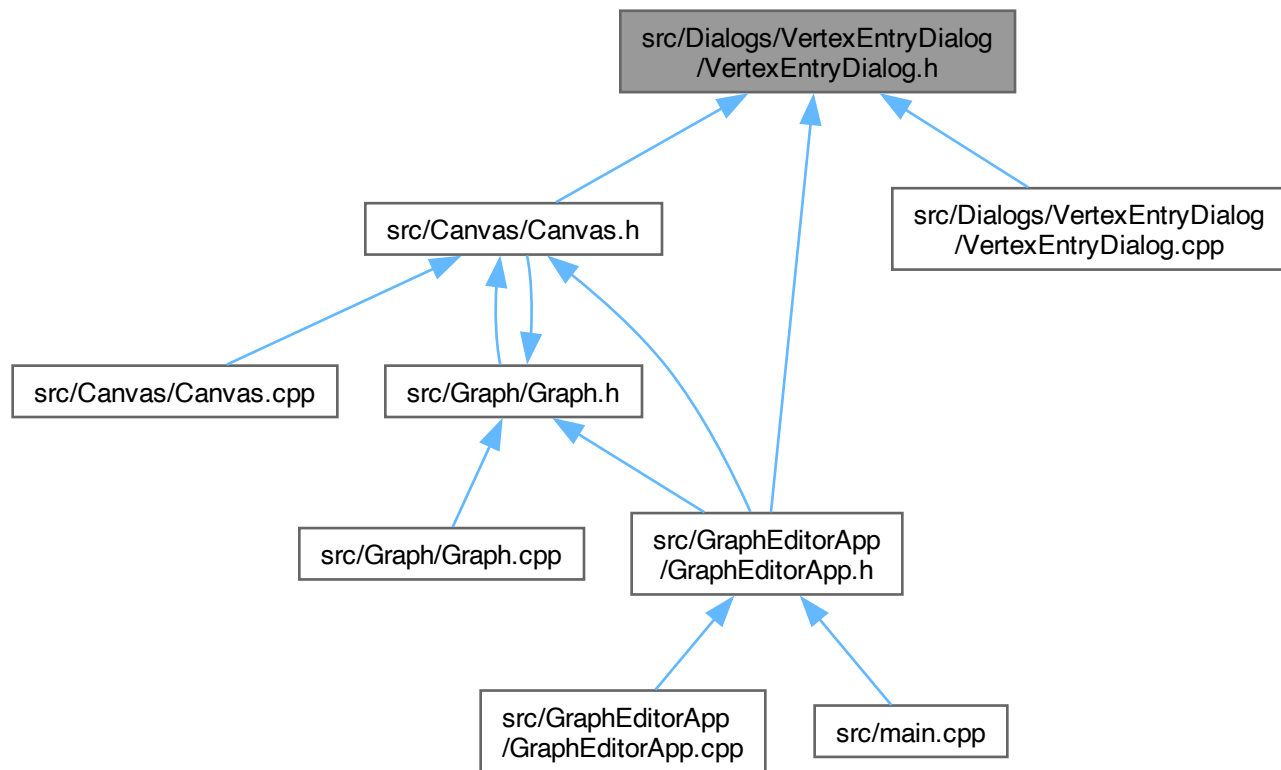 src/Dialogs/VertexEntryDialog
/VertexEntryDialog.h
src/Canvas/Canvas.h
src/Dialogs/VertexEntryDialog
/VertexEntryDialog.cpp
src/Canvas/Canvas.cpp
src/Graph/Graph.h
src/Graph/Graph.cpp
src/GraphEditorApp
/GraphEditorApp.h
src/GraphEditorApp
/GraphEditorApp.cpp
src/main.cpp